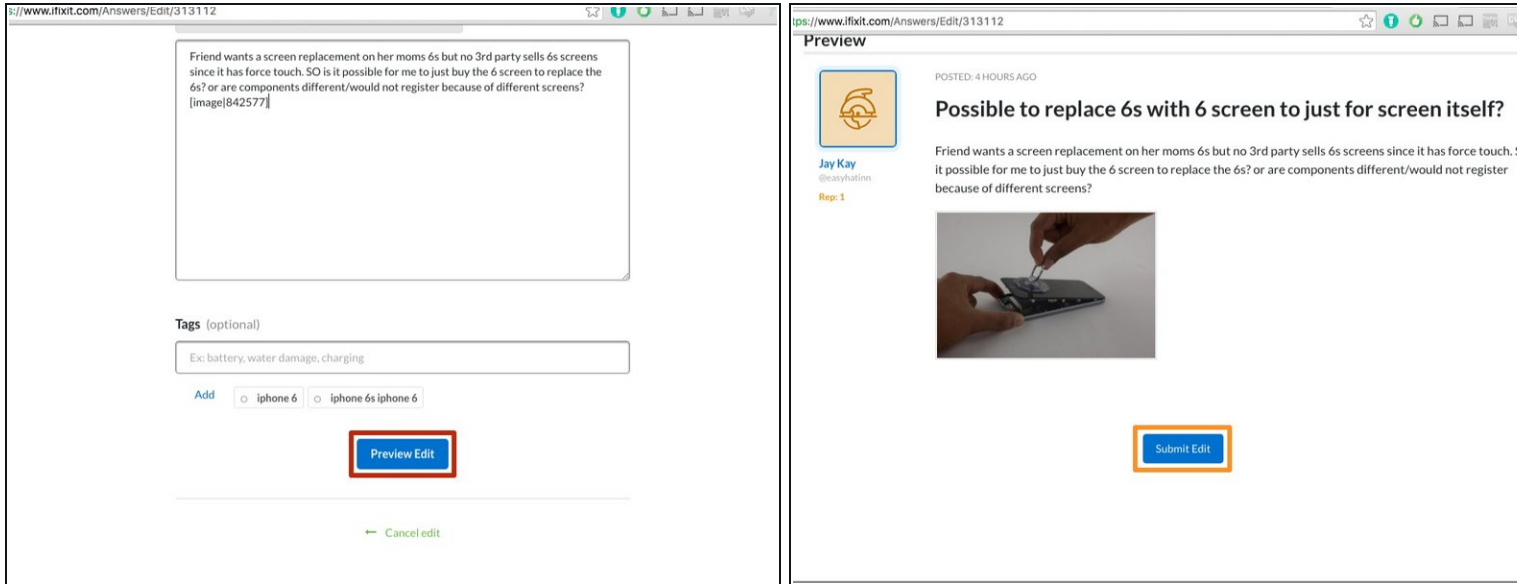 s://www.ifixit.com/Answers/Edit/313112
Friend wants a screen replacement on her moms 6s but no 3rd party sells 6s screens
since it has force touch. SO is it possible for me to just buy the 6 screen to replace the
6s? or are components different/would not register because of different screens?
[image|842577]
Tags (optional)
Ex: battery, water damage, charging
Add
iphone 6
iphone 6s iphone 6
Preview Edit
← Cancel edit
tps://www.ifixit.com/Answers/Edit/313112
Preview
POSTED: 4 HOURS AGO
Possible to replace 6s with 6 screen to just for screen itself?
Jay Kay
@easyhatinn
Rep: 1
Friend wants a screen replacement on her moms 6s but no 3rd party sells 6s screens since it has force touch.
it possible for me to just buy the 6 screen to replace the 6s? or are components different/would not register
because of different screens?
Submit Edit